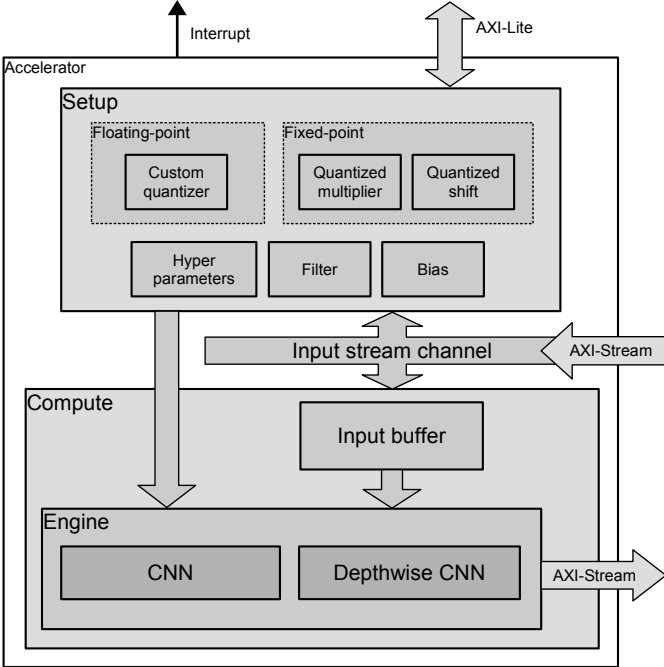 Interrupt
AXI-Lite
Accelerator
Setup
Floating-point
Fixed-point
Custom
quantizer
Quantized
multiplier
Quantized
shift
Hyper
parameters
Filter
Bias
Input stream channel
AXI-Stream
Compute
Input buffer
Engine
CNN
Depthwise CNN
AXI-Stream